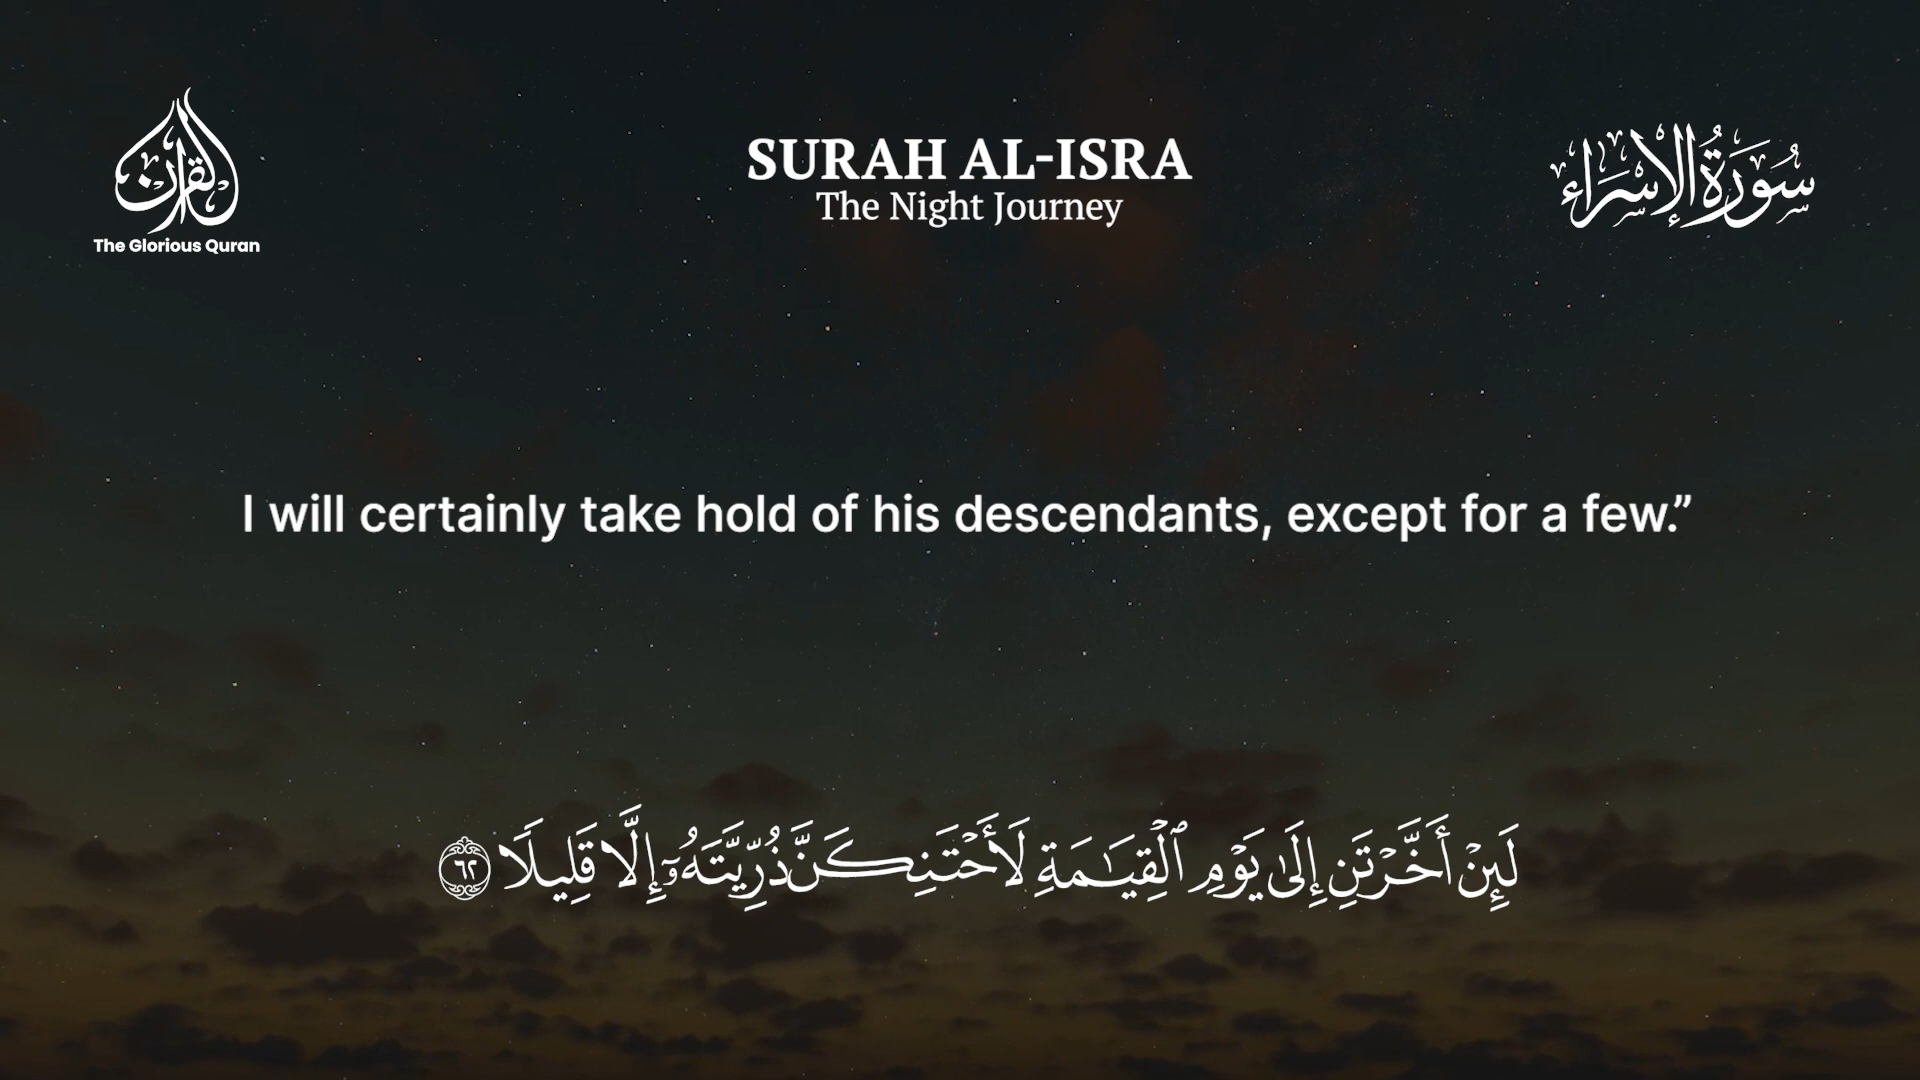 القرآن
The Glorious Quran
SURAH AL-ISRA
The Night Journey
سُورَةُ الإِسْرَاء
I will certainly take hold of his descendants, except for a few.”
لَئِنْ أَخَّرْتَنِ إِلَىٰ يَوْمِ ٱلْقِيَـٰمَةِ لَأَحْتَنِكَنَّ ذُرِّيَّتَهُۥٓ إِلَّا قَلِيلًا ٦٢